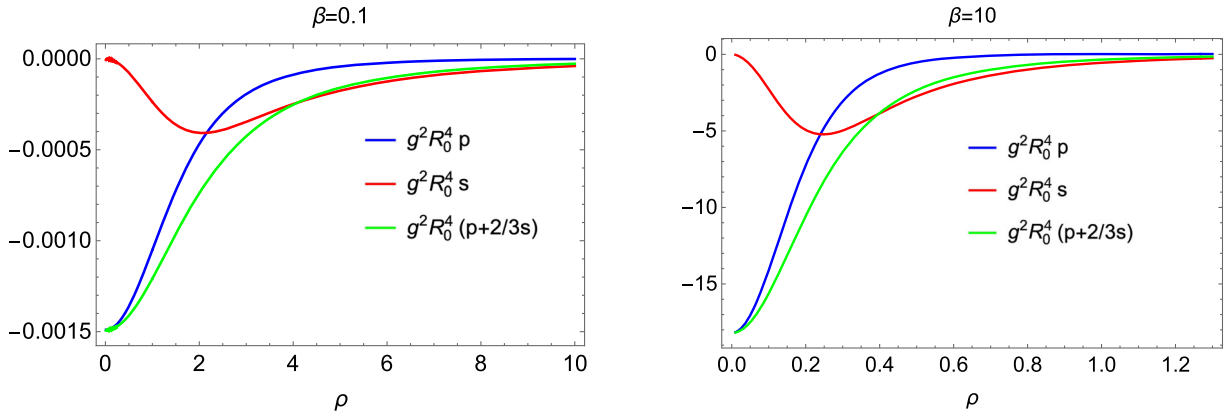 β=0.1
0.0000
−0.0005
−0.0010
−0.0015
g²R₀⁴ p
g²R₀⁴ s
g²R₀⁴ (p+2/3s)
0 2 4 6 8 10
ρ
β=10
0
−5
−10
−15
g²R₀⁴ p
g²R₀⁴ s
g²R₀⁴ (p+2/3s)
0.0 0.2 0.4 0.6 0.8 1.0 1.2
ρ